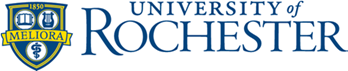 1850
MELIORA
UNIVERSITY of
ROCHESTER